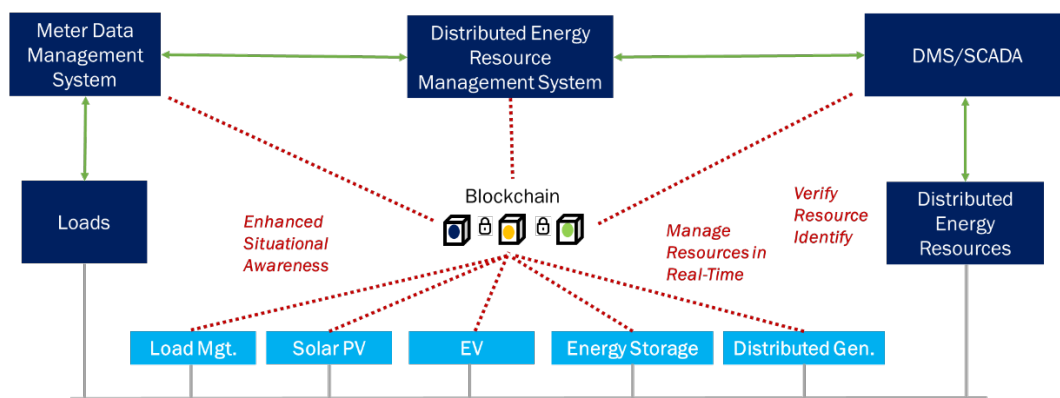 Meter Data
Management
System
Distributed Energy
Resource
Management System
DMS/SCADA
Loads
Blockchain
Enhanced
Situational
Awareness
Manage
Resources in
Real-Time
Verify
Resource
Identify
Distributed
Energy
Resources
Load Mgt.
Solar PV
EV
Energy Storage
Distributed Gen.